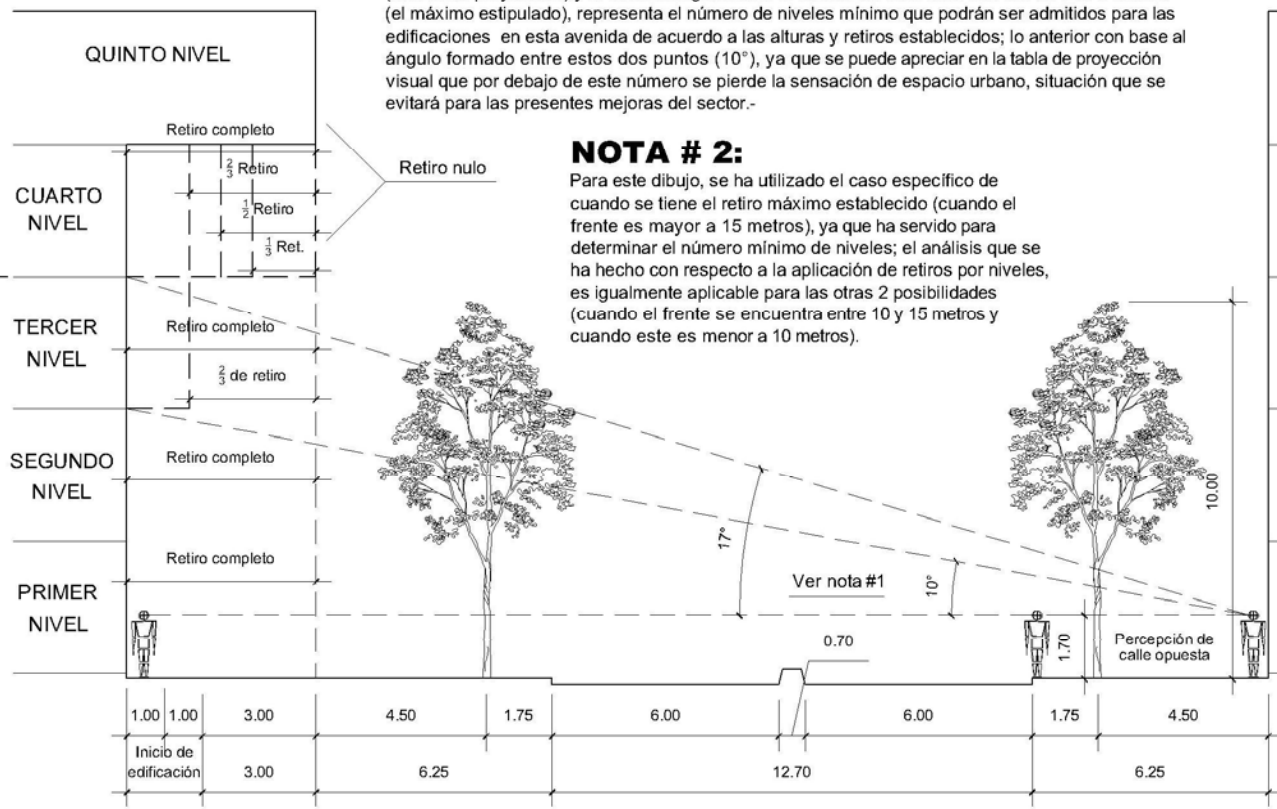 (el máximo estipulado), representa el número de niveles mínimo que podrán ser admitidos para las
edificaciones en esta avenida de acuerdo a las alturas y retiros establecidos; lo anterior con base al
ángulo formado entre estos dos puntos (10°), ya que se puede apreciar en la tabla de proyección
visual que por debajo de este número se pierde la sensación de espacio urbano, situación que se
evitará para las presentes mejoras del sector.-
QUINTO NIVEL
Retiro completo
2/3 Retiro
1/2 Retiro
1/3 Ret.
Retiro nulo
CUARTO
NIVEL
NOTA # 2:
Para este dibujo, se ha utilizado el caso específico de
cuando se tiene el retiro máximo establecido (cuando el
frente es mayor a 15 metros), ya que ha servido para
determinar el número mínimo de niveles; el análisis que se
ha hecho con respecto a la aplicación de retiros por niveles,
es igualmente aplicable para las otras 2 posibilidades
(cuando el frente se encuentra entre 10 y 15 metros y
cuando este es menor a 10 metros).
TERCER
NIVEL
Retiro completo
2/3 de retiro
SEGUNDO
NIVEL
Retiro completo
PRIMER
NIVEL
Retiro completo
17°
10°
Ver nota #1
0.70
10.00
1.70
Percepción de
calle opuesta
1.00 1.00 3.00 4.50 1.75 6.00 6.00 1.75 4.50
Inicio de
edificación
3.00 6.25 12.70 6.25